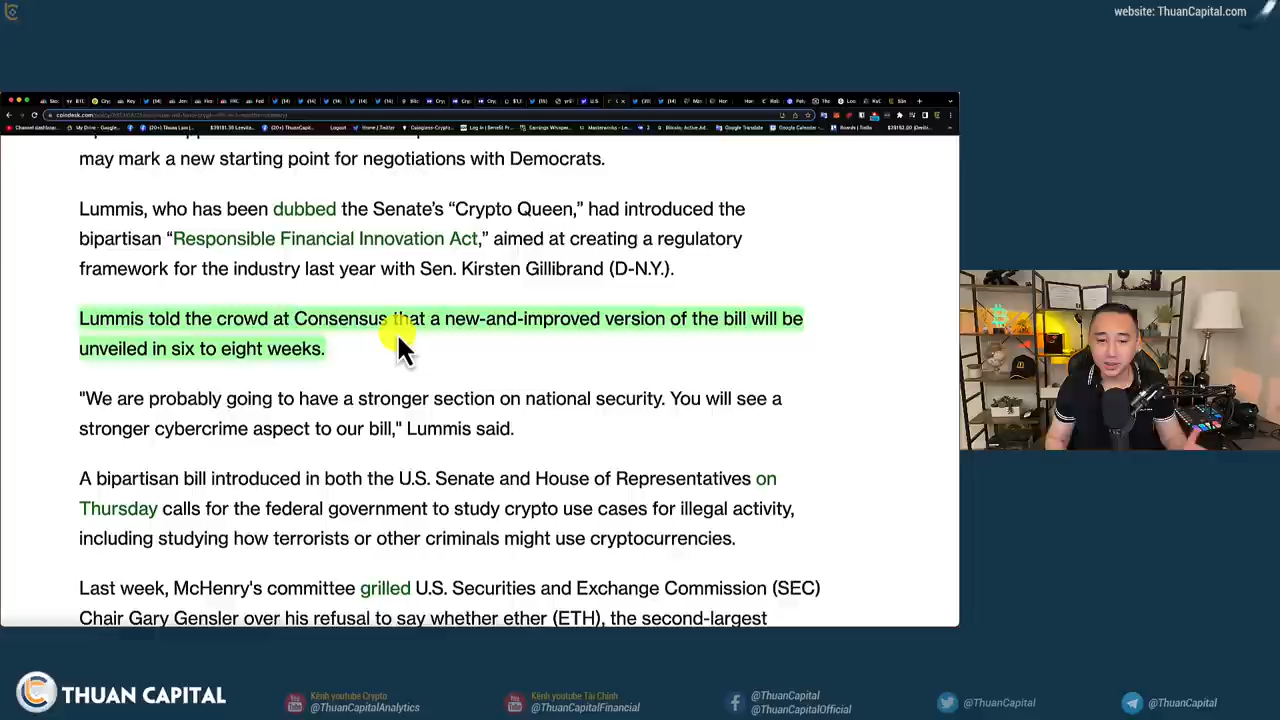 website: ThuanCapital.com
may mark a new starting point for negotiations with Democrats.
Lummis, who has been dubbed the Senate’s “Crypto Queen,” had introduced the
bipartisan “Responsible Financial Innovation Act,” aimed at creating a regulatory
framework for the industry last year with Sen. Kirsten Gillibrand (D-N.Y.).
Lummis told the crowd at Consensus that a new-and-improved version of the bill will be
unveiled in six to eight weeks.
"We are probably going to have a stronger section on national security. You will see a
stronger cybercrime aspect to our bill," Lummis said.
A bipartisan bill introduced in both the U.S. Senate and House of Representatives on
Thursday calls for the federal government to study crypto use cases for illegal activity,
including studying how terrorists or other criminals might use cryptocurrencies.
Last week, McHenry's committee grilled U.S. Securities and Exchange Commission (SEC)
Chair Gary Gensler over his refusal to say whether ether (ETH), the second-largest
THUAN CAPITAL
Kênh youtube Crypto
@ThuanCapitalAnalytics
Kênh youtube Tài Chính
@ThuanCapitalFinancial
@ThuanCapital
@ThuanCapitalOfficial
@ThuanCapital
@ThuanCapital